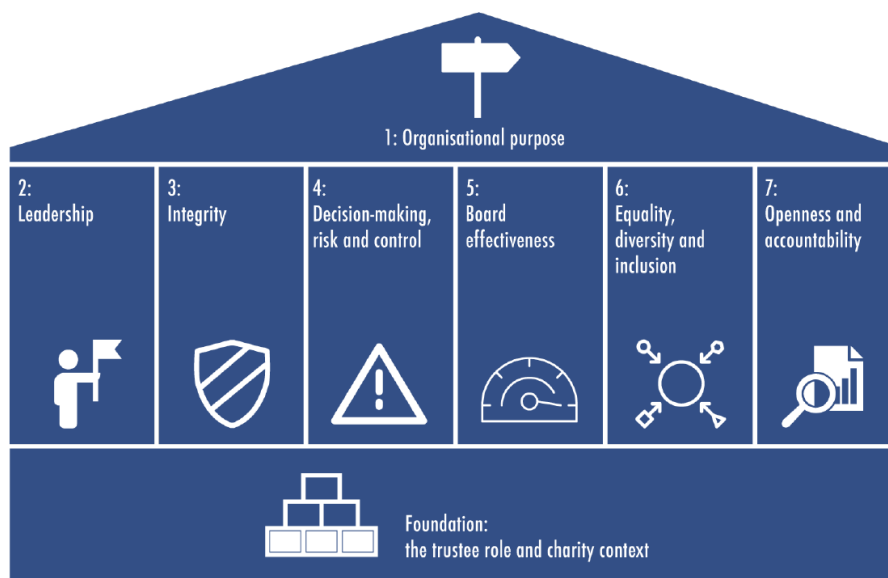 1: Organisational purpose
2:
Leadership
3:
Integrity
4:
Decision-making,
risk and control
5:
Board
effectiveness
6:
Equality,
diversity and
inclusion
7:
Openness and
accountability
Foundation:
the trustee role and charity context